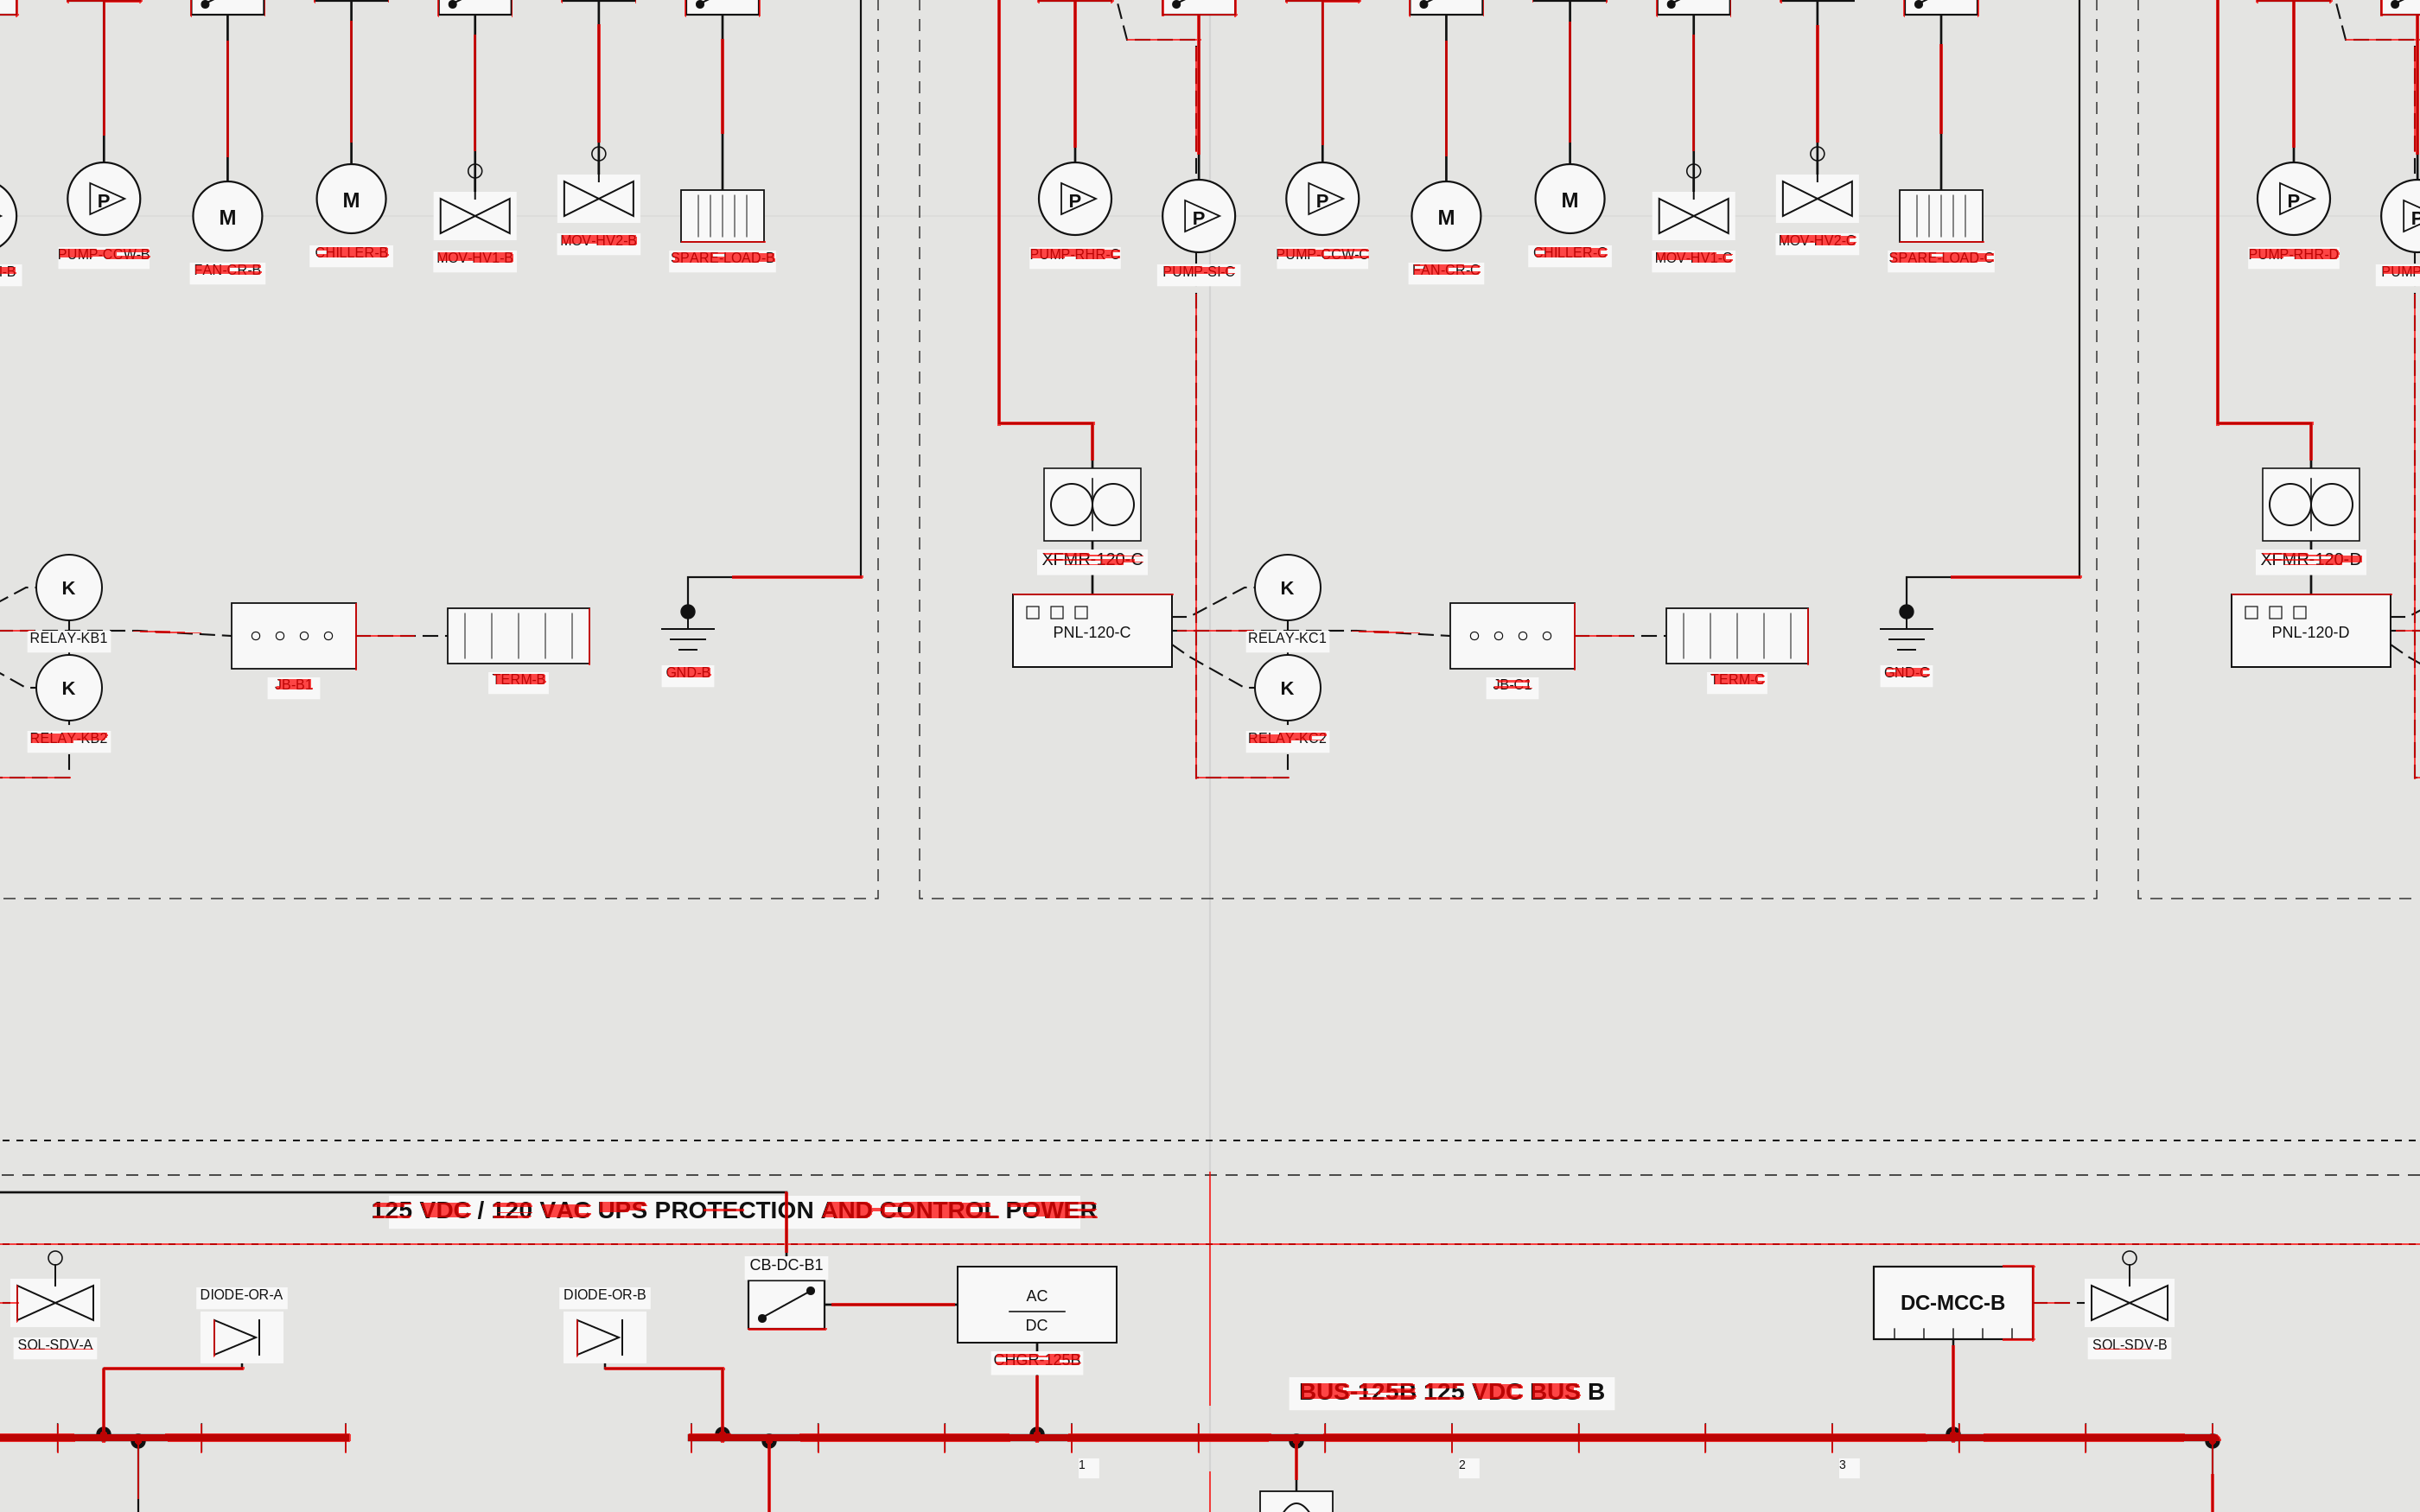 P
P
P
P
P
M
M
M
M
P
P
-B
PUMP-CCW-B
FAN-CR-B
CHILLER-B
MOV-HV1-B
MOV-HV2-B
SPARE-LOAD-B
PUMP-RHR-C
PUMP-SI-C
PUMP-CCW-C
FAN-CR-C
CHILLER-C
MOV-HV1-C
MOV-HV2-C
SPARE-LOAD-C
PUMP-RHR-D
PUMP
XFMR-120-C
XFMR-120-D
K
K
RELAY-KB1
PNL-120-C
RELAY-KC1
PNL-120-D
K
K
JB-B1
TERM-B
GND-B
JB-C1
TERM-C
GND-C
RELAY-KB2
RELAY-KC2
125 VDC / 120 VAC UPS PROTECTION AND CONTROL POWER
CB-DC-B1
DIODE-OR-A
DIODE-OR-B
AC
DC
DC-MCC-B
SOL-SDV-A
SOL-SDV-B
CHGR-125B
BUS-125B 125 VDC BUS B
1
2
3